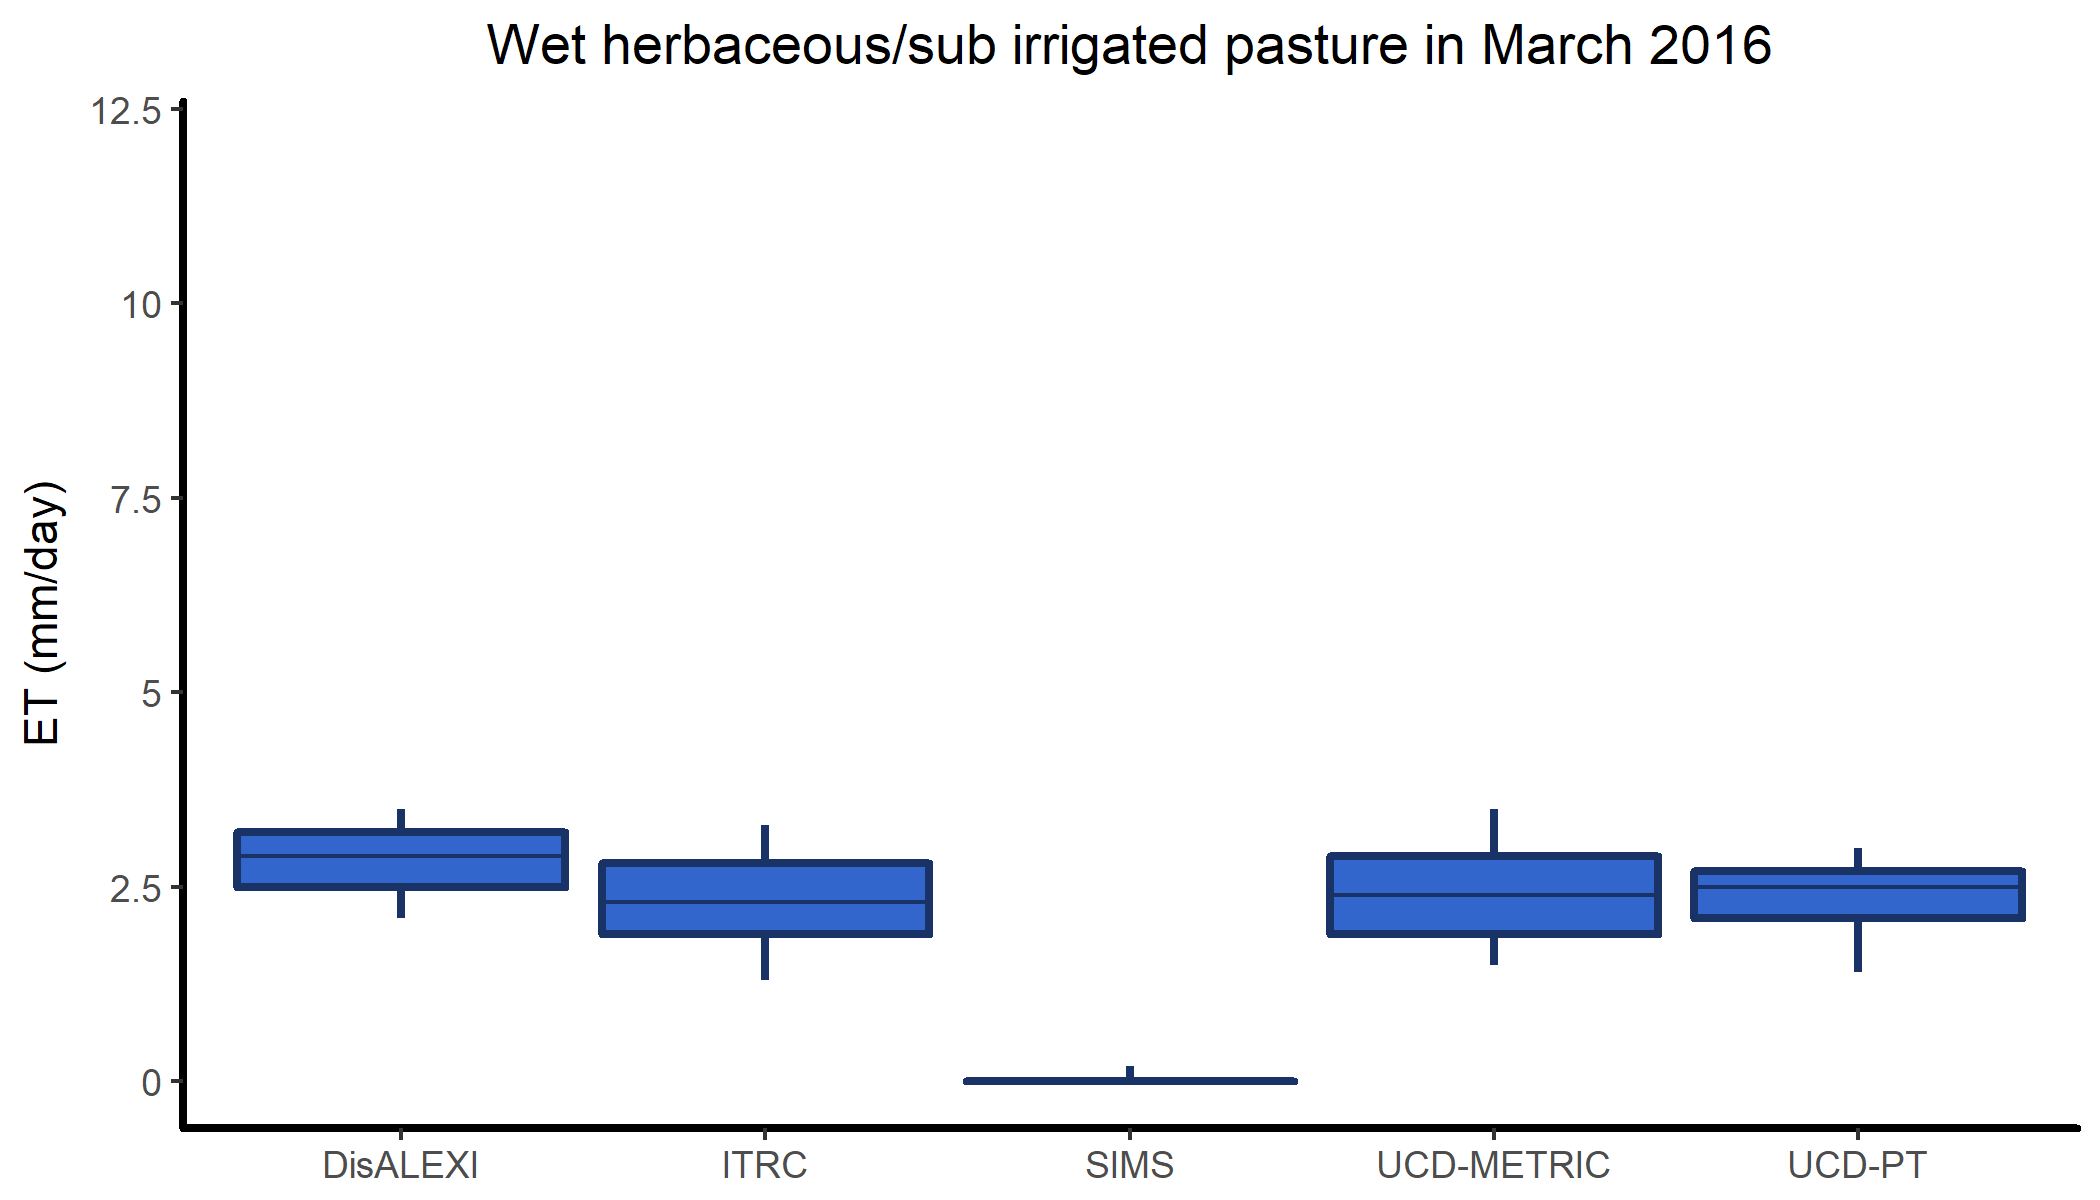 Wet herbaceous/sub irrigated pasture in March 2016
12.5
10
7.5
5
2.5
0
ET (mm/day)
DisALEXI ITRC SIMS UCD-METRIC UCD-PT